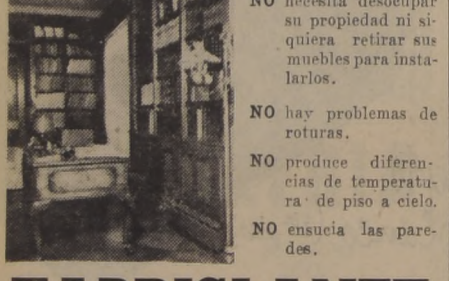 NO necesita desocupar
su propiedad ni si-
quiera retirar sus
muebles para insta-
larlos.
NO hay problemas de
roturas.
NO produce diferen-
cias de temperatu-
ra de piso a cielo.
NO ensucia las pare-
des.